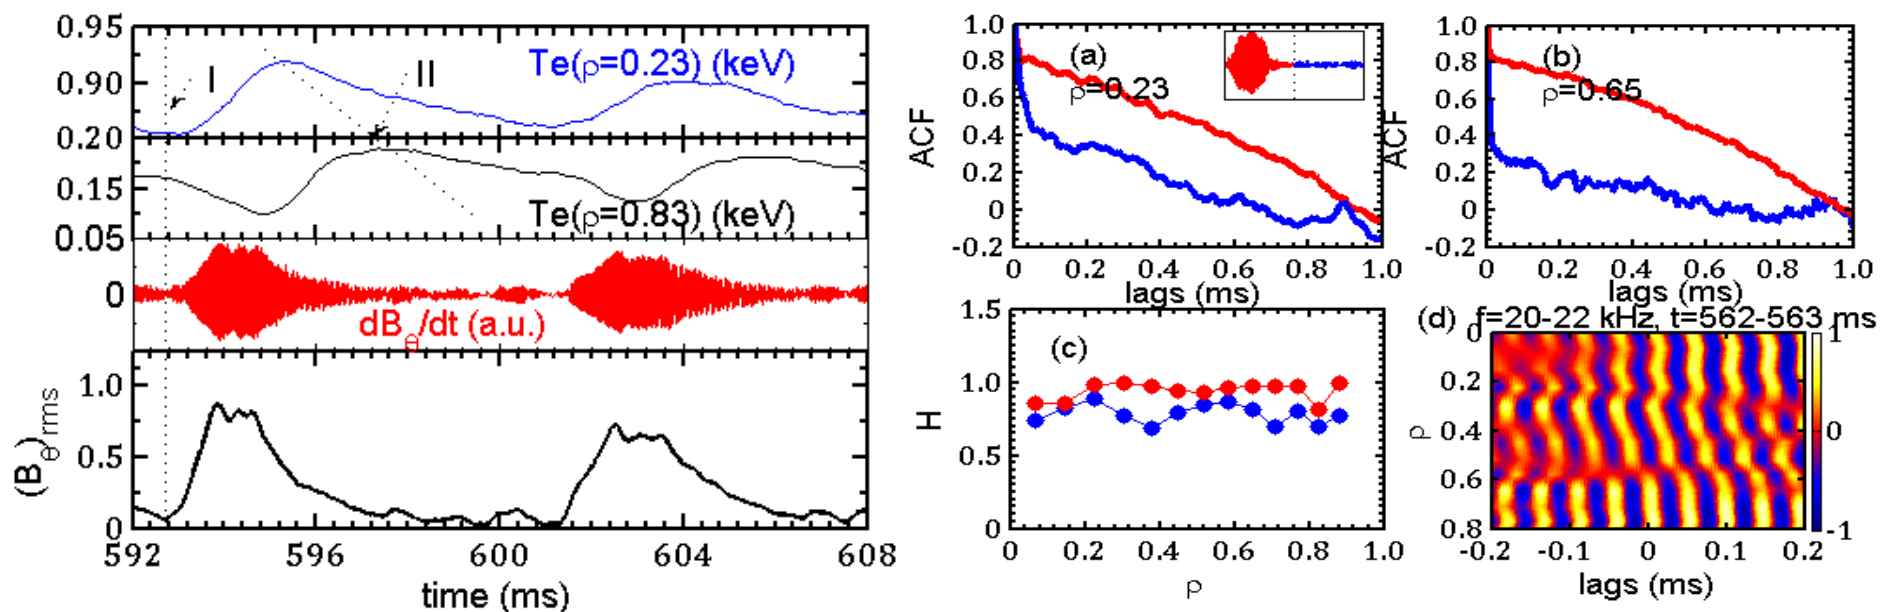 0.95
0.90
0.20
0.15
0.05
0
1.0
0.5
0
I
II
Te(ρ=0.23) (keV)
Te(ρ=0.83) (keV)
dBθ/dt (a.u.)
(Bθ)rms
592 596 600 604 608
time (ms)
1.0
0.8
0.6
0.4
0.2
0
-0.2
ACF
(a)
ρ=0.23
0 0.2 0.4 0.6 0.8 1.0
lags (ms)
1.0
0.8
0.6
0.4
0.2
0
-0.2
ACF
(b)
ρ=0.65
0 0.2 0.4 0.6 0.8 1.0
lags (ms)
1.5
1.0
0.5
0
H
(c)
0 0.2 0.4 0.6 0.8 1.0
ρ
(d) f=20-22 kHz, t=562-563 ms
0
0.2
0.4
0.6
0.8
ρ
1
0
-1
-0.2 -0.1 0 0.1 0.2
lags (ms)